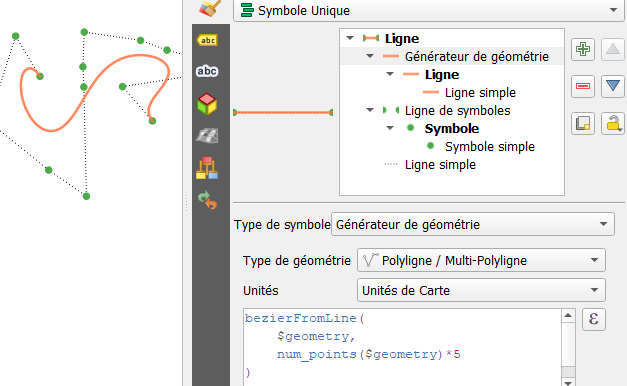 Symbole Unique
abc
abc
Ligne
Générateur de géométrie
Ligne
Ligne simple
Ligne de symboles
Symbole
Symbole simple
Ligne simple
Type de symbole Générateur de géométrie
Type de géométrie Polyligne / Multi-Polyligne
Unités Unités de Carte
bezierFromLine(
$geometry,
num_points($geometry)*5
)
ε